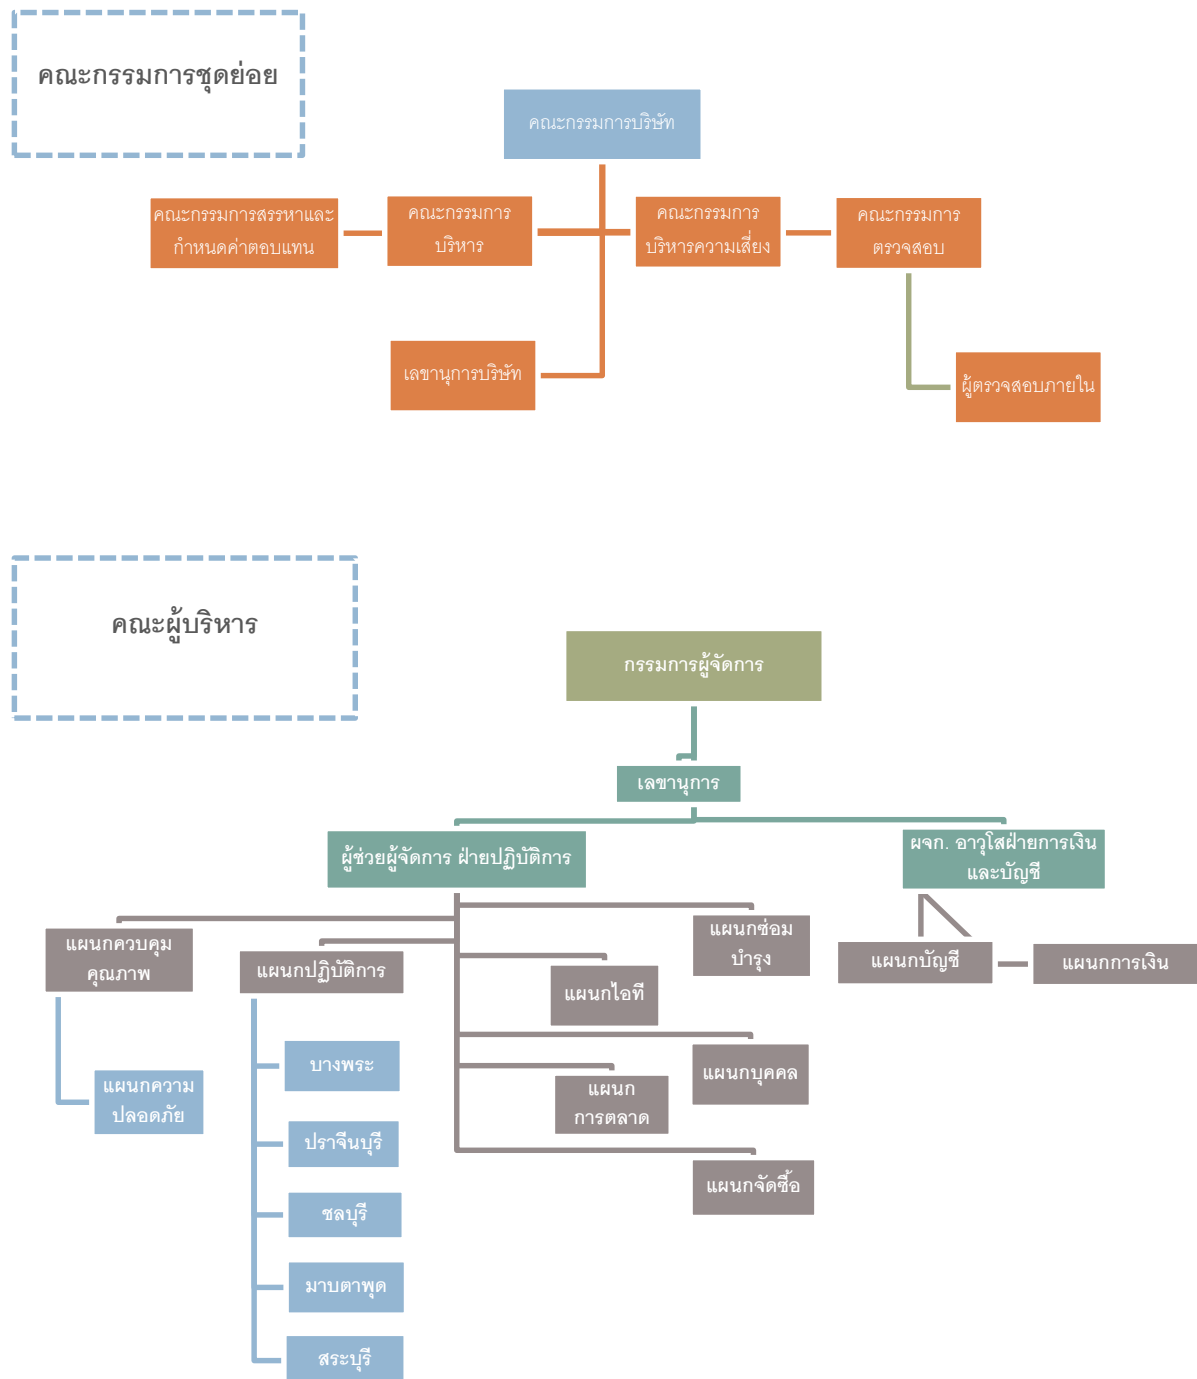 คณะกรรมการชุดย่อย
คณะกรรมการบริษัท
คณะกรรมการสรรหาและ
กำหนดค่าตอบแทน
คณะกรรมการ
บริหาร
คณะกรรมการ
บริหารความเสี่ยง
คณะกรรมการ
ตรวจสอบ
เลขานุการบริษัท
ผู้ตรวจสอบภายใน
คณะผู้บริหาร
กรรมการผู้จัดการ
เลขานุการ
ผู้ช่วยผู้จัดการ ฝ่ายปฏิบัติการ
ผจก. อาวุโสฝ่ายการเงิน
และบัญชี
แผนกควบคุม
คุณภาพ
แผนกปฏิบัติการ
แผนกซ่อม
บำรุง
แผนกบัญชี
แผนกการเงิน
แผนกไอที
บางพระ
แผนกบุคคล
แผนกความ
ปลอดภัย
แผนก
การตลาด
ปราจีนบุรี
แผนกจัดซื้อ
ชลบุรี
มาบตาพุด
สระบุรี